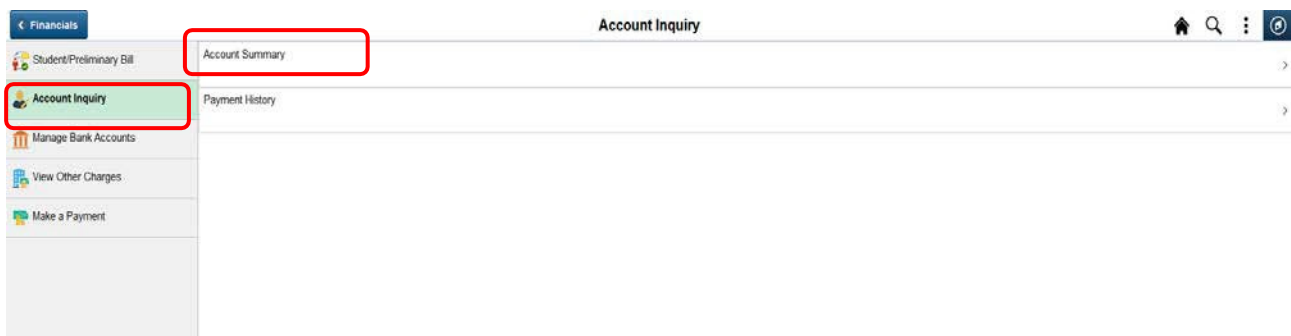 Financials
Account Inquiry
Student/Preliminary Bill
Account Inquiry
Manage Bank Accounts
View Other Charges
Make a Payment
Account Summary
Payment History